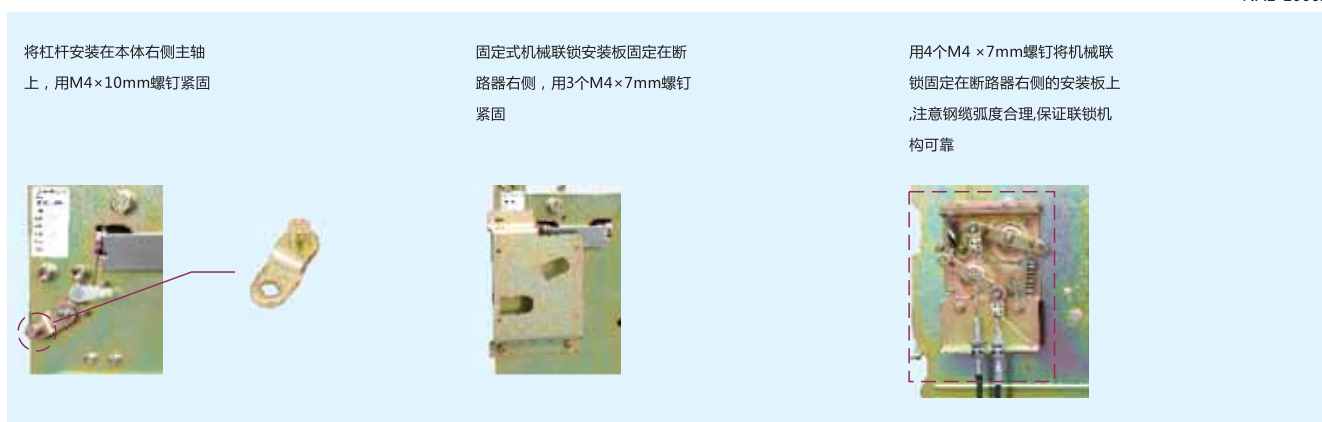 将杠杆安装在本体右侧主轴
上，用M4×10mm螺钉紧固
固定式机械联锁安装板固定在断
路器右侧，用3个M4×7mm螺钉
紧固
用4个M4 ×7mm螺钉将机械联
锁固定在断路器右侧的安装板上
,注意钢缆弧度合理,保证联锁机
构可靠